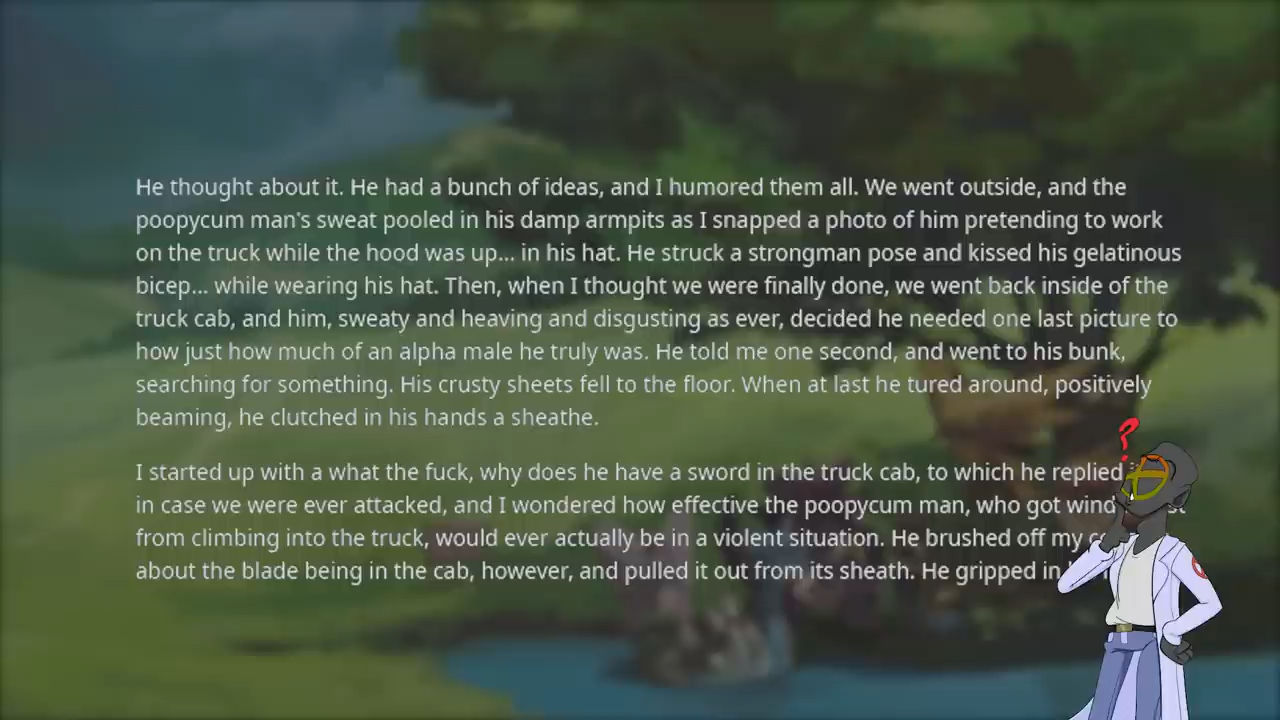 He thought about it. He had a bunch of ideas, and I humored them all. We went outside, and the
poopycum man's sweat pooled in his damp armpits as I snapped a photo of him pretending to work
on the truck while the hood was up... in his hat. He struck a strongman pose and kissed his gelatinous
bicep... while wearing his hat. Then, when I thought we were finally done, we went back inside of the
truck cab, and him, sweaty and heaving and disgusting as ever, decided he needed one last picture to
how just how much of an alpha male he truly was. He told me one second, and went to his bunk,
searching for something. His crusty sheets fell to the floor. When at last he tured around, positively
beaming, he clutched in his hands a sheathe.
I started up with a what the fuck, why does he have a sword in the truck cab, to which he replied
in case we were ever attacked, and I wondered how effective the poopycum man, who got
from climbing into the truck, would ever actually be in a violent situation. He brushed off my
about the blade being in the cab, however, and pulled it out from its sheath. He gripped in
?